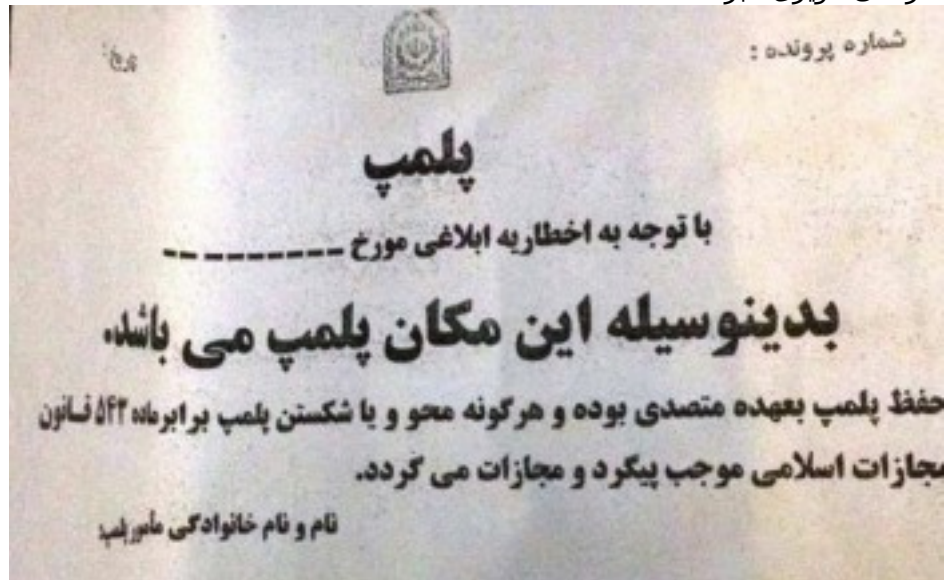 شماره پرونده :
پلمپ
با توجه به اخطاریه ابلاغی مورخ ---------
بدینوسیله این مکان پلمپ می باشد.
حفظ پلمپ بعهده متصدی بوده و هرگونه محو و یا شکستن پلمپ برابر ماده ۵۴۳ قانون
مجازات اسلامی موجب پیگرد و مجازات می گردد.
نام و نام خانوادگی مامور پلمپ: